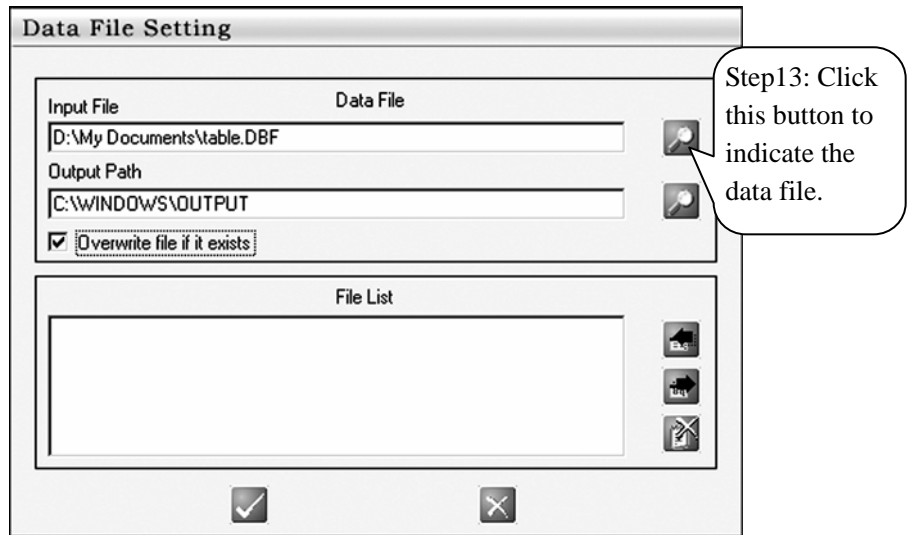 Data File Setting
Data File
Input File
D:\My Documents\table.DBF
Output Path
C:\WINDOWS\OUTPUT
Overwrite file if it exists
File List
Step13: Click
this button to
indicate the
data file.